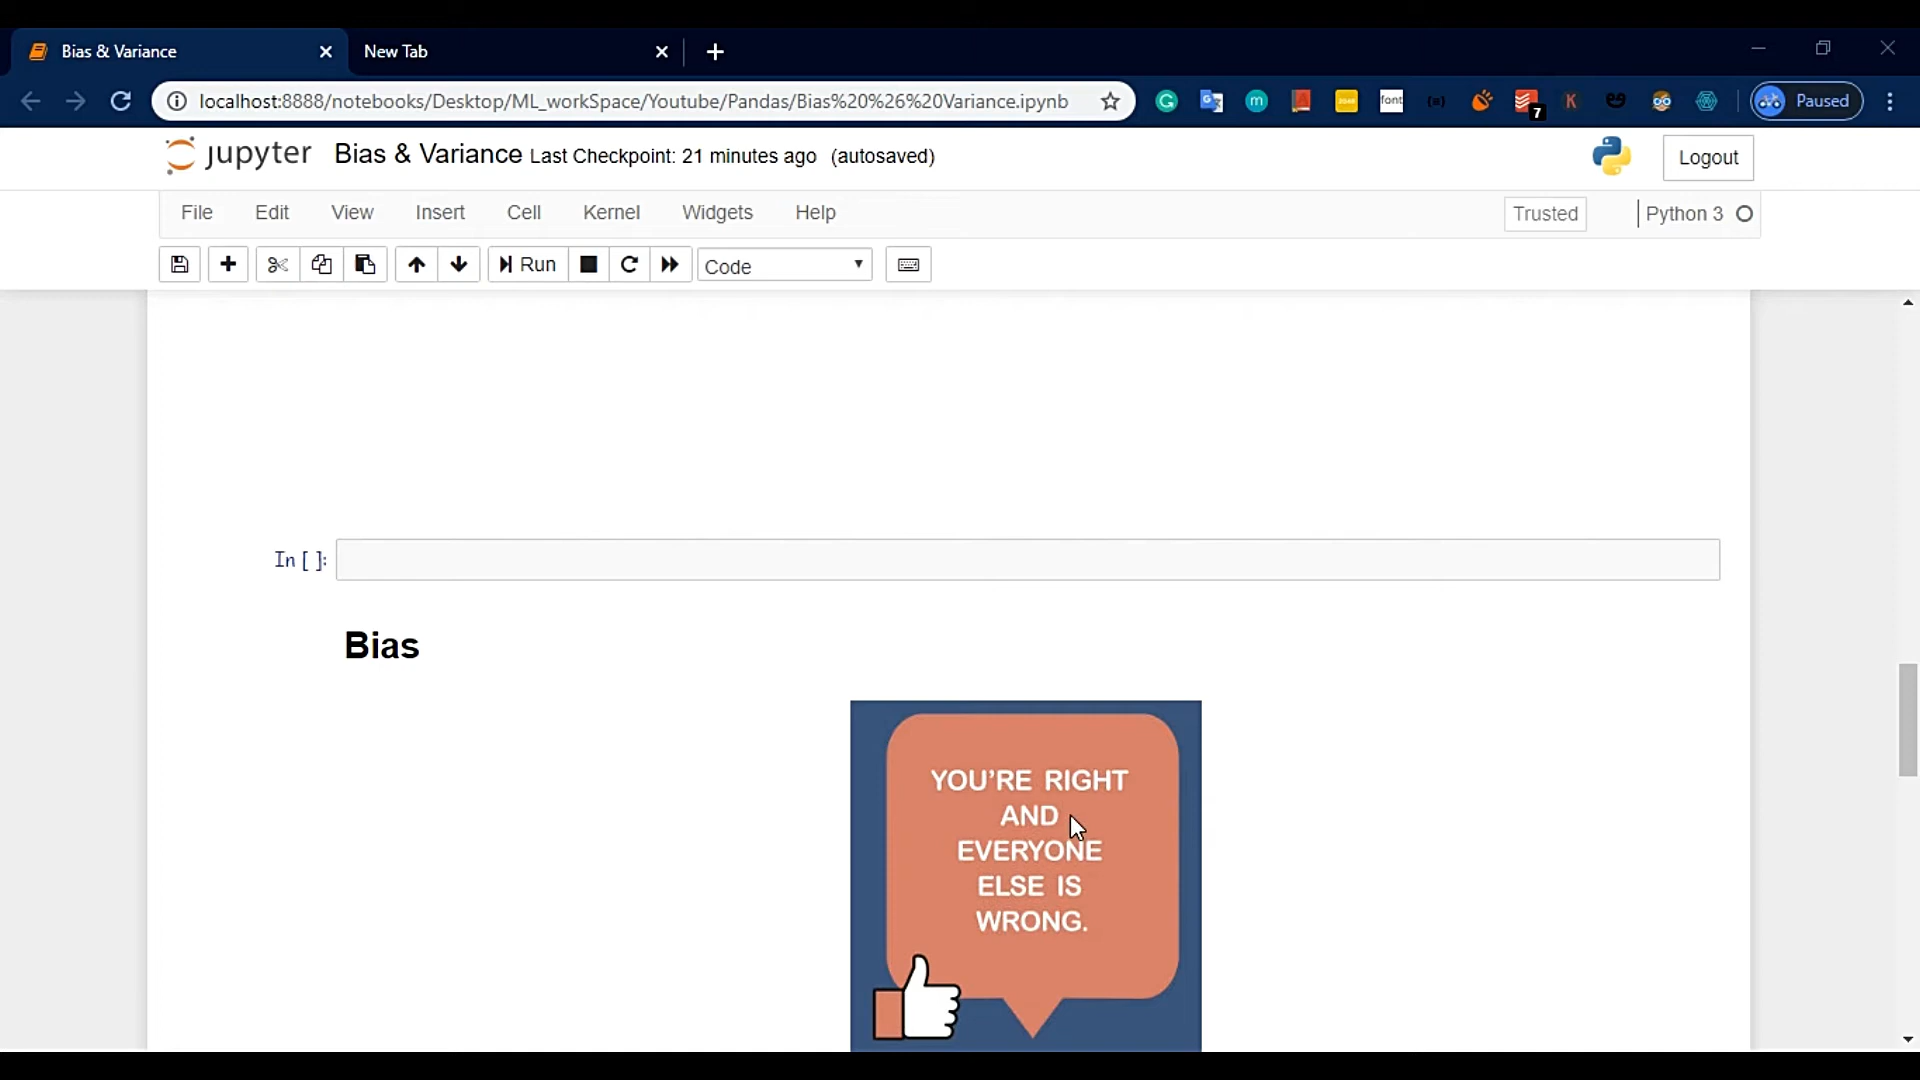 Bias & Variance
New Tab
localhost:8888/notebooks/Desktop/ML_workSpace/Youtube/Pandas/Bias%20%26%20Variance.ipynb
font
7
K
Paused
jupyter Bias & Variance Last Checkpoint: 21 minutes ago (autosaved)
Logout
File Edit View Insert Cell Kernel Widgets Help
Trusted
Python 3
Run
Code
In [ ]:
Bias
YOU'RE RIGHT
AND
EVERYONE
ELSE IS
WRONG.